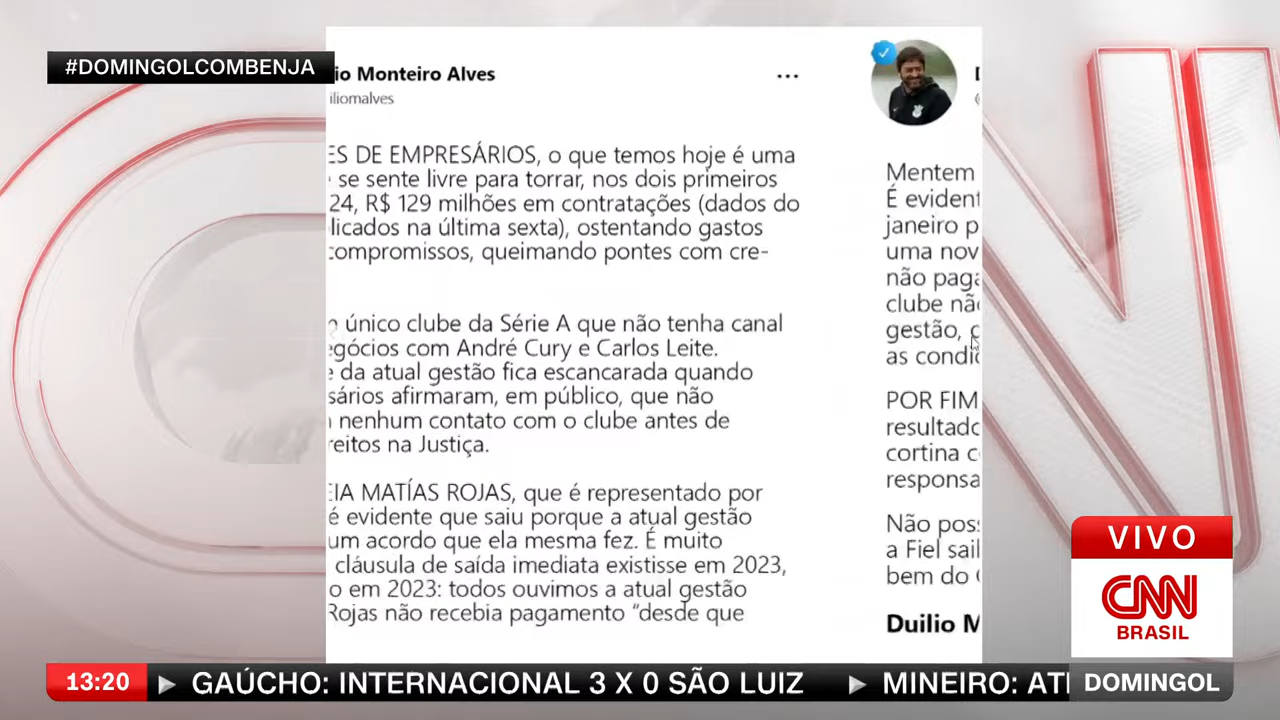 #DOMINGOLCOMBENJA
io Monteiro Alves
iliomalves
ES DE EMPRESÁRIOS, o que temos hoje é uma
se sente livre para torrar, nos dois primeiros
24, R$ 129 milhões em contratações (dados do
licados na última sexta), ostentando gastos
compromissos, queimando pontes com cre-
único clube da Série A que não tenha canal
egócios com André Cury e Carlos Leite.
e da atual gestão fica escancarada quando
sários afirmaram, em público, que não
nenhum contato com o clube antes de
reitos na Justiça.
EIA MATÍAS ROJAS, que é representado por
é evidente que saiu porque a atual gestão
um acordo que ela mesma fez. É muito
cláusula de saída imediata existisse em 2023,
o em 2023: todos ouvimos a atual gestão
Rojas não recebia pagamento “desde que
D
Mentem
É evident
janeiro p
uma nov
não paga
clube nã
gestão,
as condi
POR FIM
resultado
cortina c
responsa
Não pos
a Fiel sai
bem do
Duilio M
VIVO
CNN
BRASIL
13:20 GAÚCHO: INTERNACIONAL 3 X 0 SÃO LUIZ MINEIRO: ATI DOMINGOL